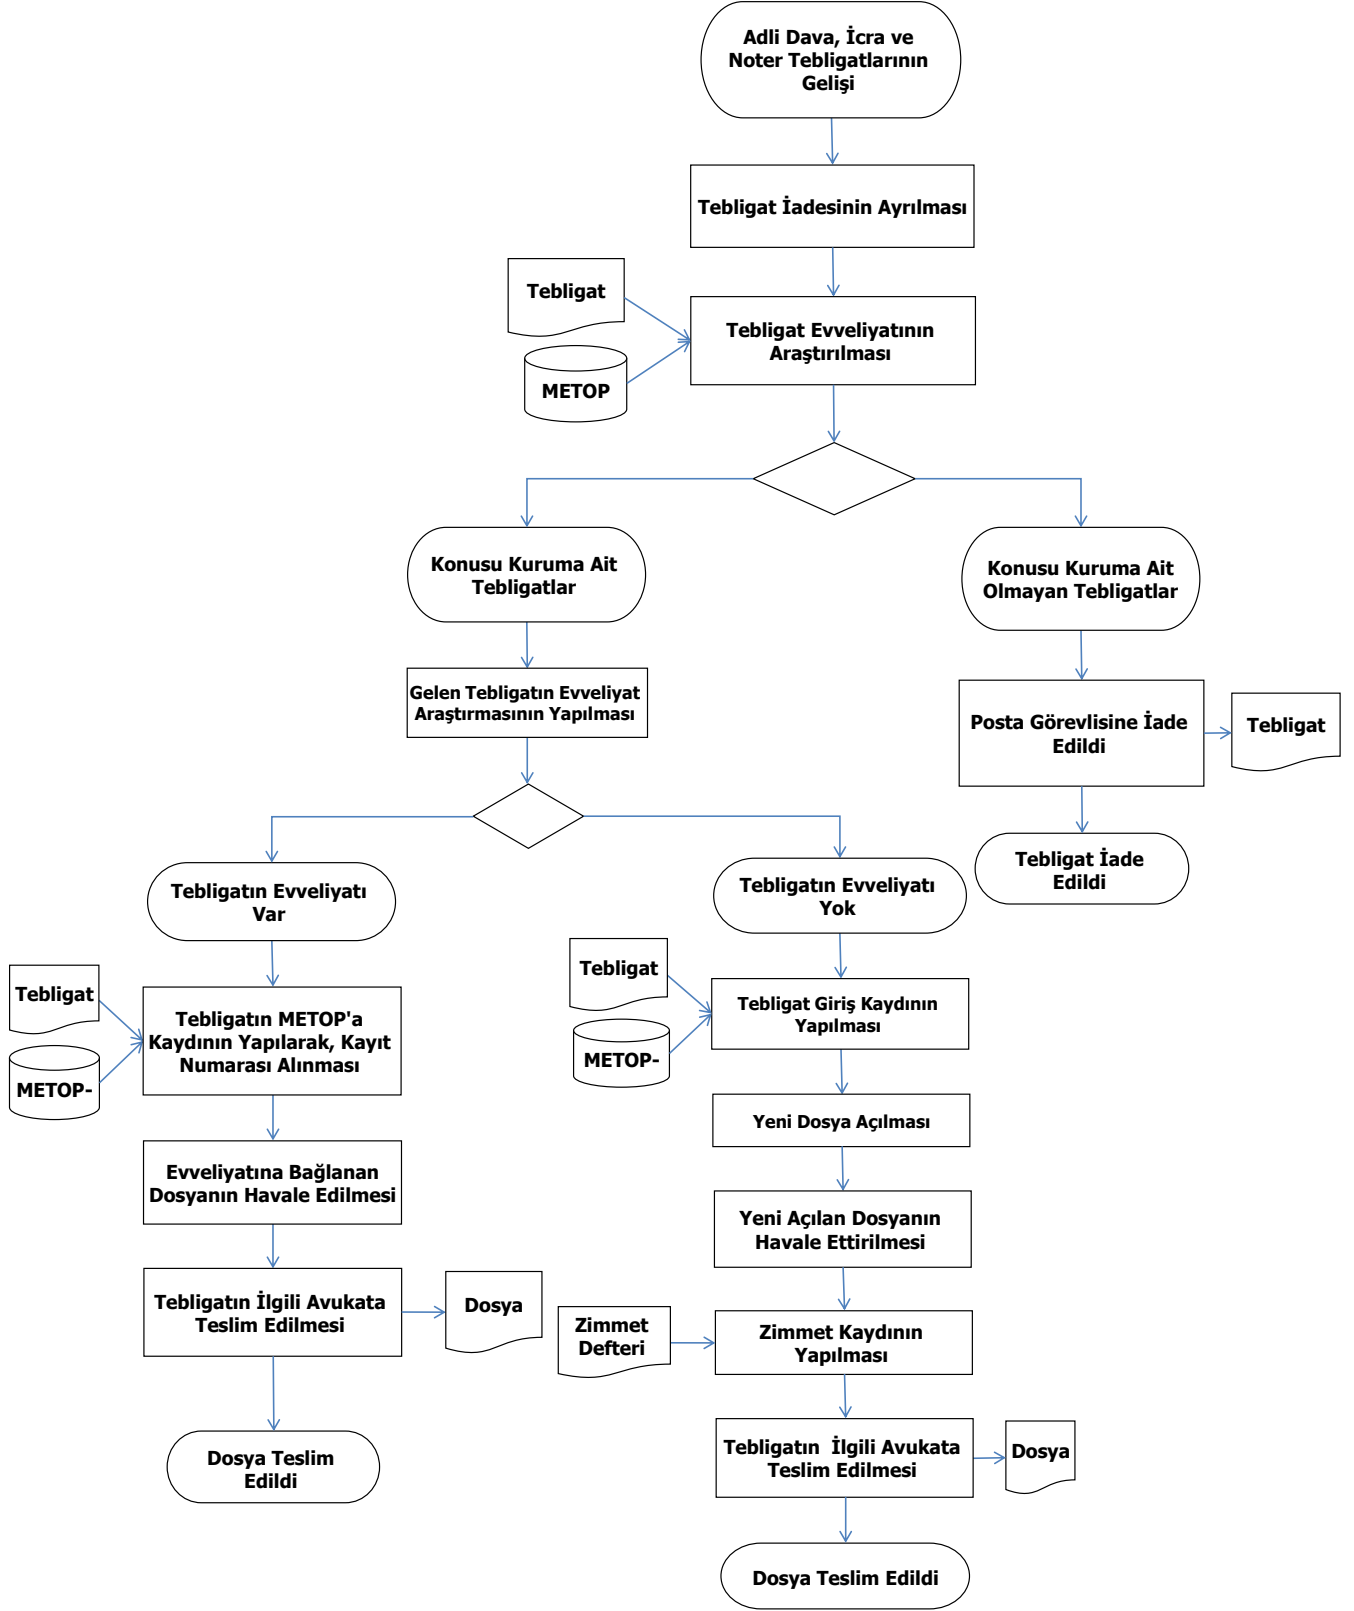 Adli Dava, İcra ve
Noter Tebligatlarının
Gelişi
Tebligat İadesinin Ayrılması
Tebligat
METOP
Tebligat Evveliyatının
Araştırılması
Konusu Kuruma Ait
Tebligatlar
Konusu Kuruma Ait
Olmayan Tebligatlar
Gelen Tebligatın Evveliyat
Araştırmasının Yapılması
Posta Görevlisine İade
Edildi
Tebligat
Tebligat İade
Edildi
Tebligatın Evveliyatı
Var
Tebligatın Evveliyatı
Yok
Tebligat
METOP-
Tebligatın METOP'a
Kaydının Yapılarak, Kayıt
Numarası Alınması
Tebligat
METOP-
Tebligat Giriş Kaydının
Yapılması
Yeni Dosya Açılması
Evveliyatına Bağlanan
Dosyanın Havale Edilmesi
Yeni Açılan Dosyanın
Havale Ettirilmesi
Tebligatın İlgili Avukata
Teslim Edilmesi
Dosya
Zimmet
Defteri
Zimmet Kaydının
Yapılması
Dosya Teslim
Edildi
Tebligatın  İlgili Avukata
Teslim Edilmesi
Dosya
Dosya Teslim Edildi